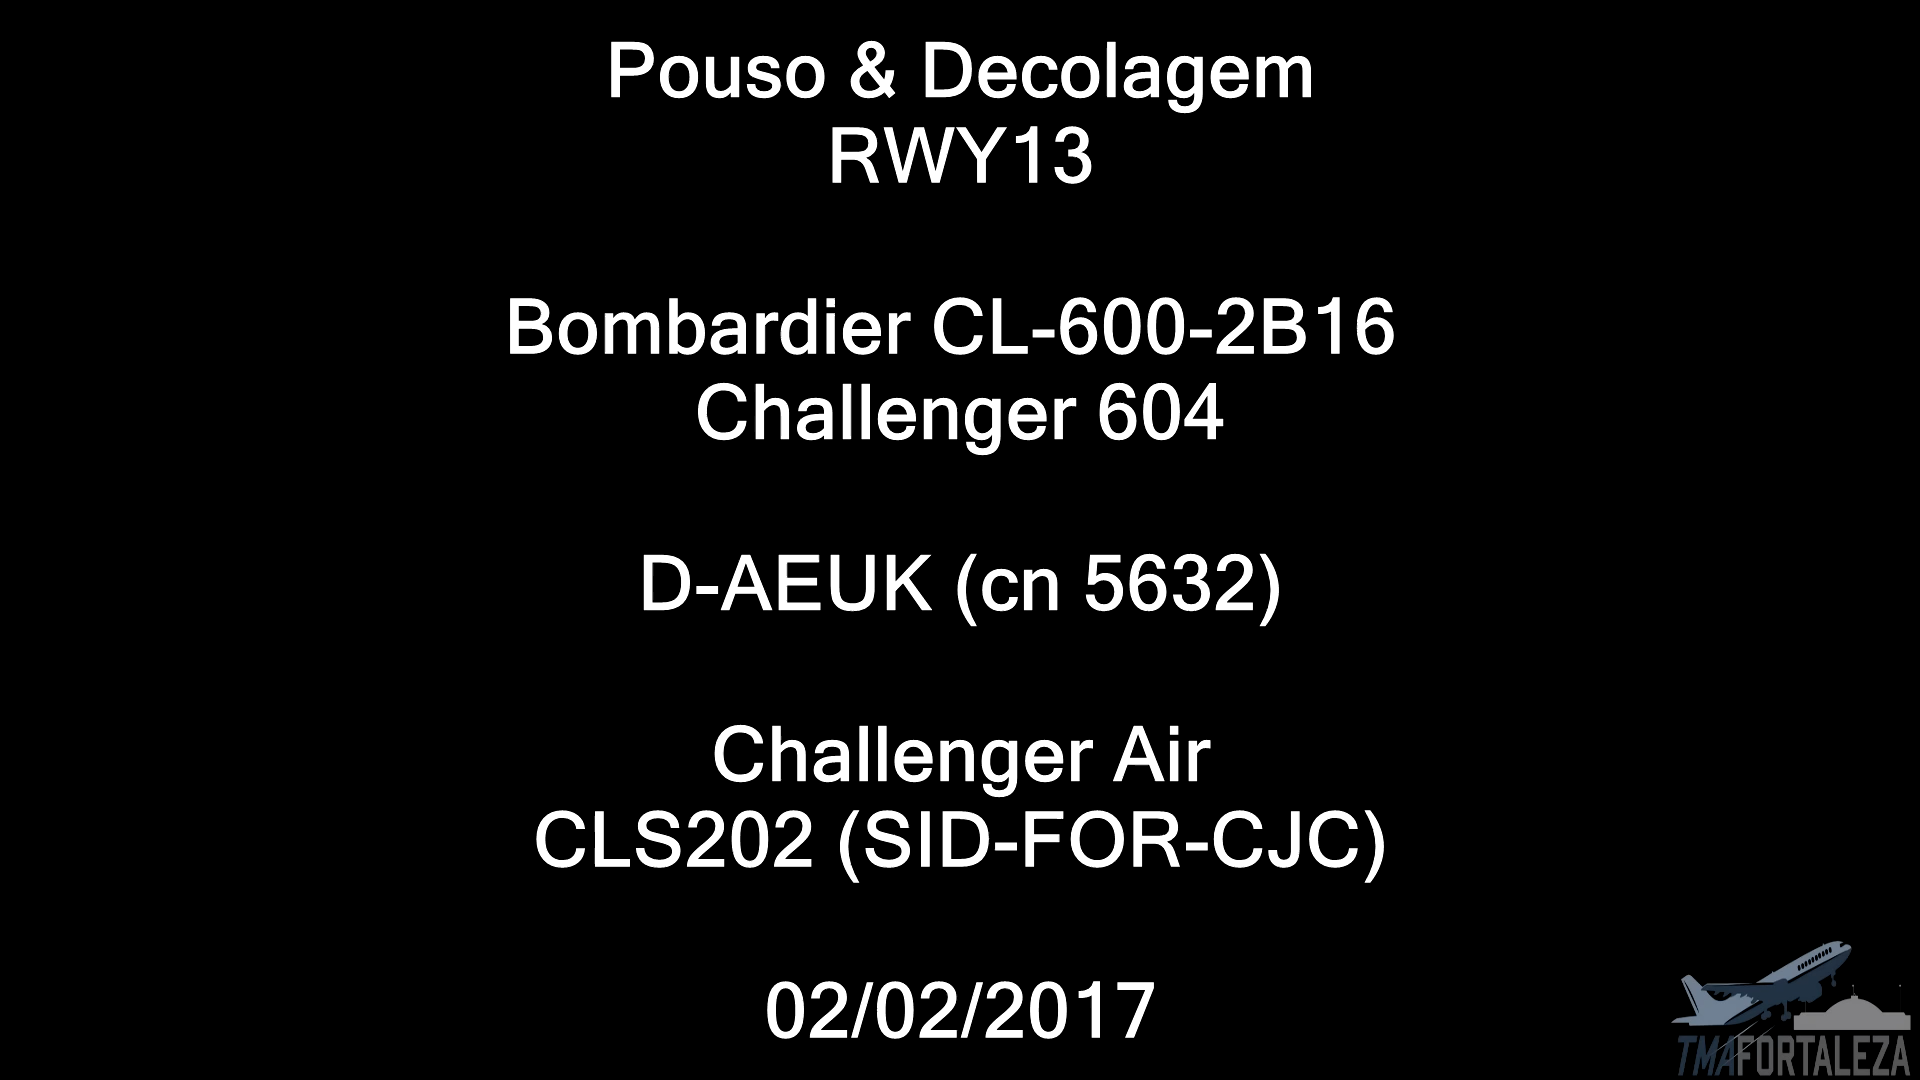 Pouso & Decolagem
RWY13
Bombardier CL-600-2B16
Challenger 604
D-AEUK (cn 5632)
Challenger Air
CLS202 (SID-FOR-CJC)
02/02/2017
TMAFORTALEZA